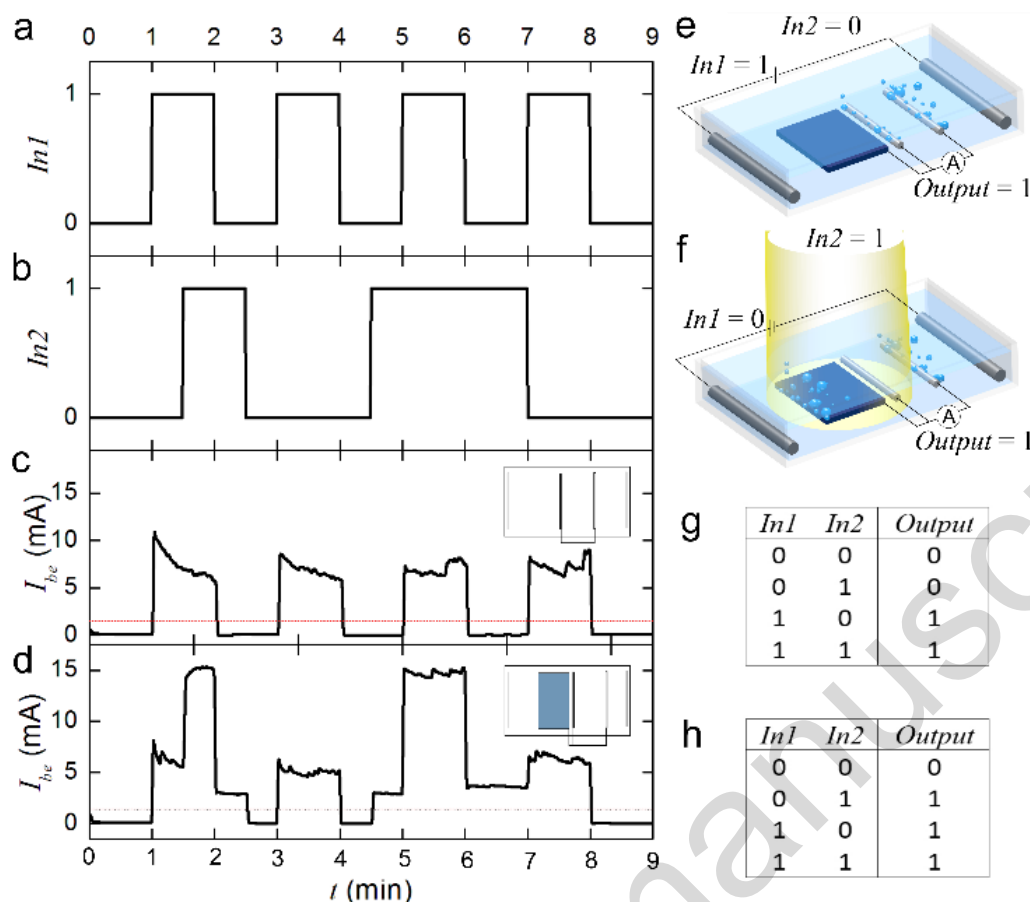 a
0 1 2 3 4 5 6 7 8 9
1
In1
0
b
1
In2
0
c
15
10
5
0
I_be (mA)
d
15
10
5
0
I_be (mA)
0 1 2 3 4 5 6 7 8 9
t (min)
e
In2 = 0
In1 = 1
A
Output = 1
f
In2 = 1
In1 = 0
A
Output = 1
g
In1 In2 Output
0 0 0
0 1 0
1 0 1
1 1 1
h
In1 In2 Output
0 0 0
0 1 1
1 0 1
1 1 1
manusc